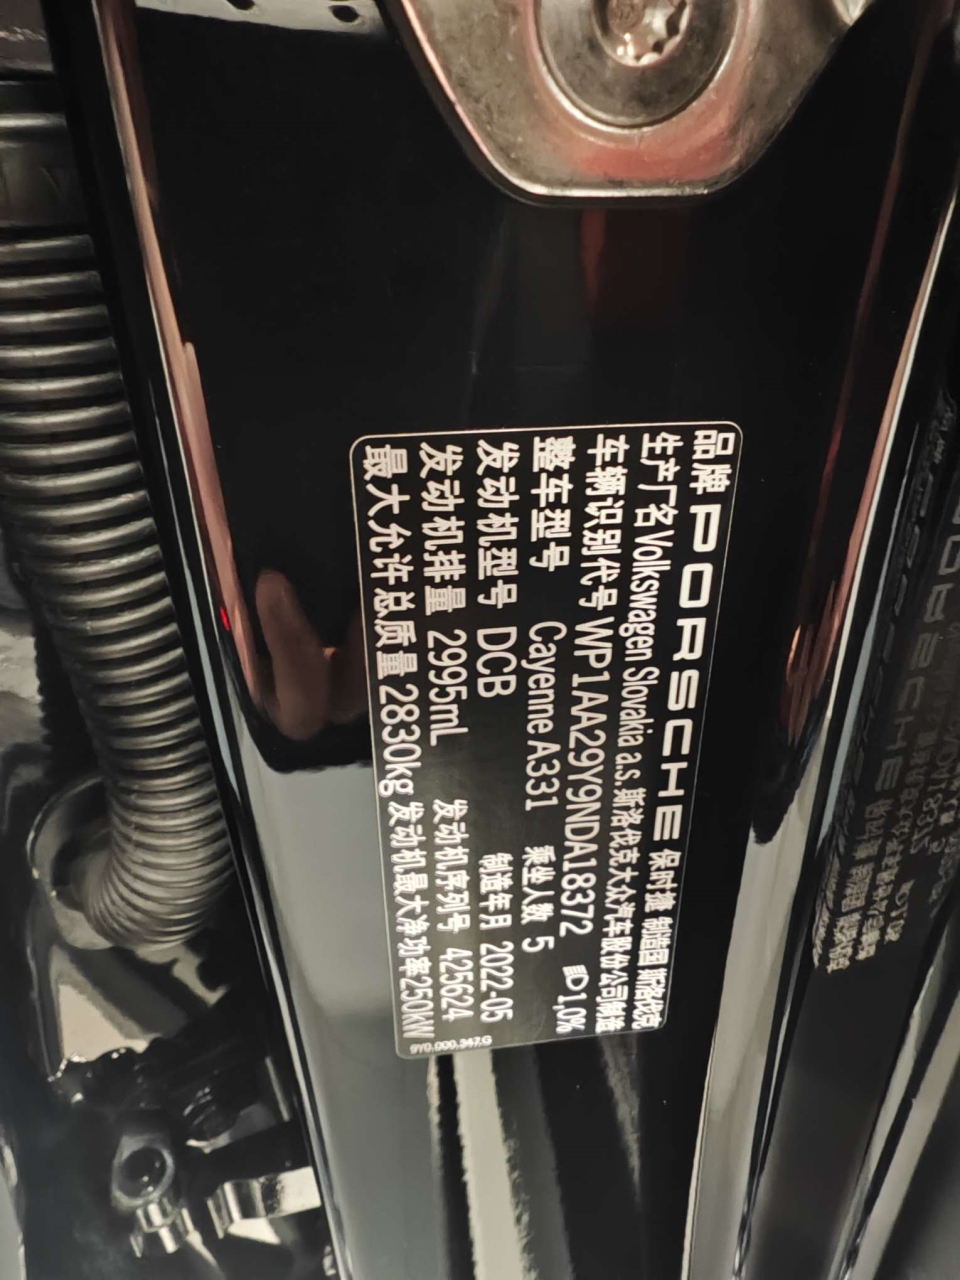 品牌 PORSCHE 保时捷 制造国 斯洛伐克
生产厂名 Volkswagen Slovakia a.s.斯洛伐克大众汽车股份公司制造
车辆识别代号 WP1AA29Y9NDA18372 1,0%
整车型号 Cayenne A331 乘坐人数 5
发动机型号 DCB 制造年月 2022-05
发动机排量 2995mL 发动机序列号 425624
最大允许总质量 2830kg 发动机最大净功率250kW
9Y0.000.347.G